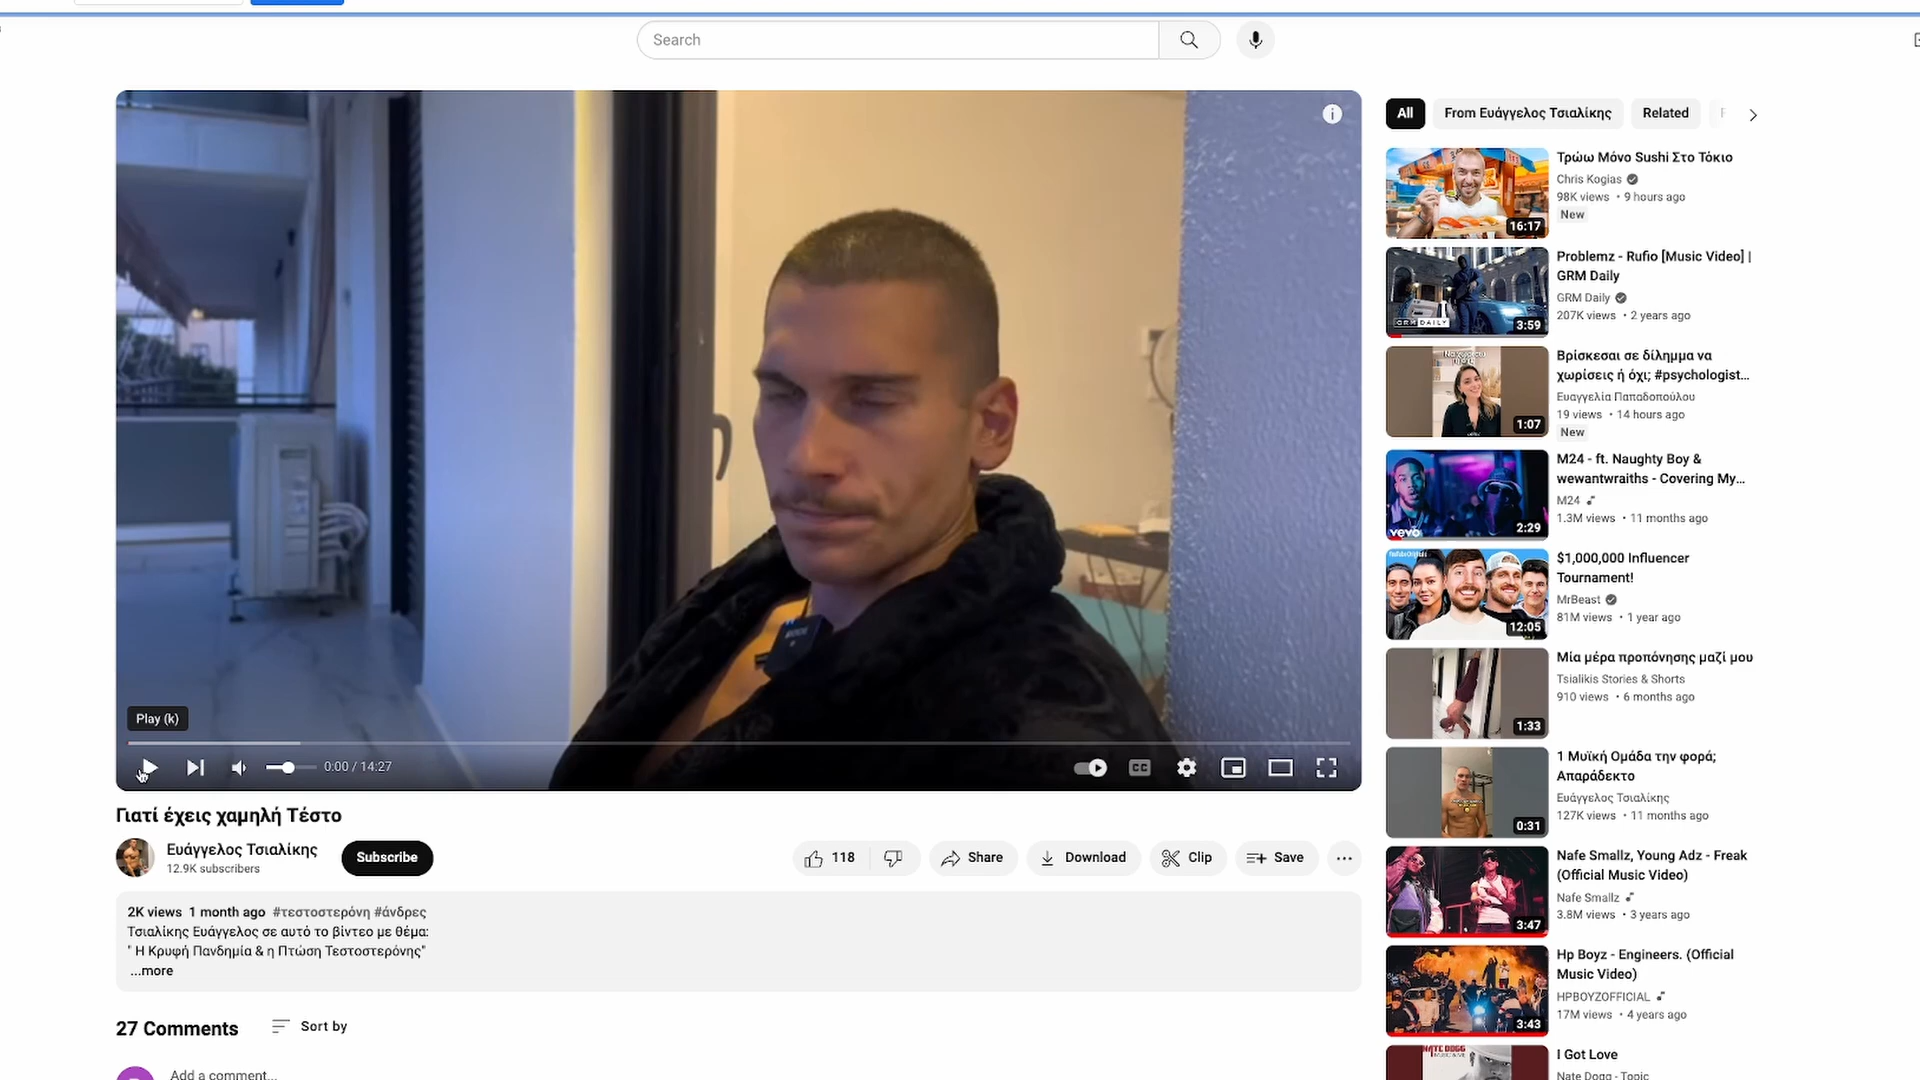 Search
Play (k)
0:00 / 14:27
CC
Γιατί έχεις χαμηλή Τέστο
Ευάγγελος Τσιαλίκης
12.9K subscribers
Subscribe
118
Share
Download
Clip
Save
2K views 1 month ago #τεστοστερόνη #άνδρες
Τσιαλίκης Ευάγγελος σε αυτό το βίντεο με θέμα:
" Η Κρυφή Πανδημία & η Πτώση Τεστοστερόνης"
...more
27 Comments
Sort by
Add a comment...
All
From Ευάγγελος Τσιαλίκης
Related
16:17
Τρώω Μόνο Sushi Στο Τόκιο
Chris Kogias
98K views • 9 hours ago
New
GRM DAILY
3:59
Problemz - Rufio [Music Video] |
GRM Daily
GRM Daily
207K views • 2 years ago
1:07
Βρίσκεσαι σε δίλημμα να
χωρίσεις ή όχι; #psychologist...
Ευαγγελία Παπαδοπούλου
19 views • 14 hours ago
New
vevo
2:29
M24 - ft. Naughty Boy &
wewantwraiths - Covering My...
M24
1.3M views • 11 months ago
12:05
$1,000,000 Influencer
Tournament!
MrBeast
81M views • 1 year ago
1:33
Μία μέρα προπόνησης μαζί μου
Tsialikis Stories & Shorts
910 views • 6 months ago
0:31
1 Μυϊκή Ομάδα την φορά;
Απαράδεκτο
Ευάγγελος Τσιαλίκης
127K views • 11 months ago
3:47
Nafe Smallz, Young Adz - Freak
(Official Music Video)
Nafe Smallz
3.8M views • 3 years ago
3:43
Hp Boyz - Engineers. (Official
Music Video)
HPBOYZOFFICIAL
17M views • 4 years ago
NATE DOGG
I Got Love
Nate Dogg - Topic